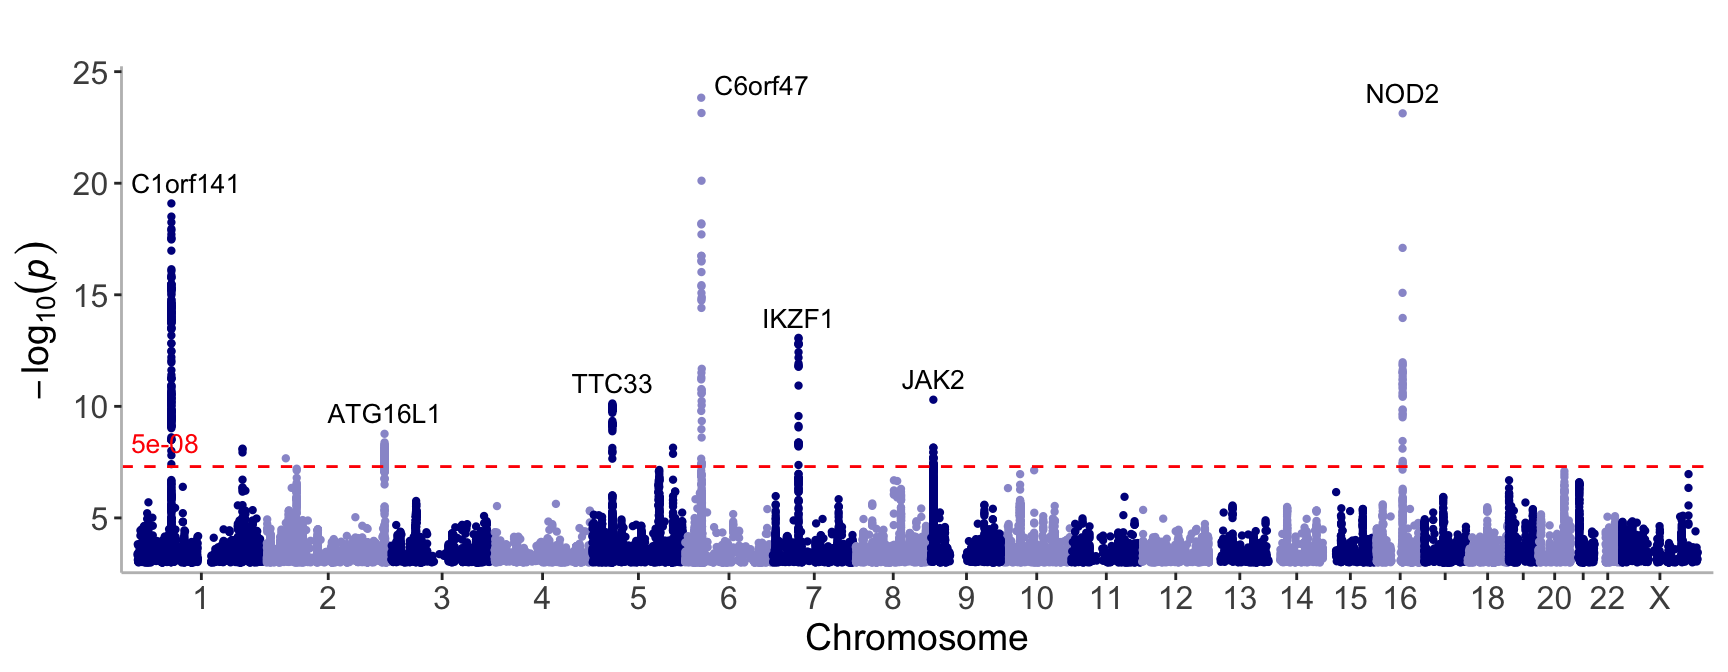 25
C6orf47
NOD2
20
C1orf141
15
IKZF1
JAK2
TTC33
10
ATG16L1
5e-08
5
−log₁₀(p)
1 2 3 4 5 6 7 8 9 10 11 12 13 14 15 16 18 20 22 X
Chromosome